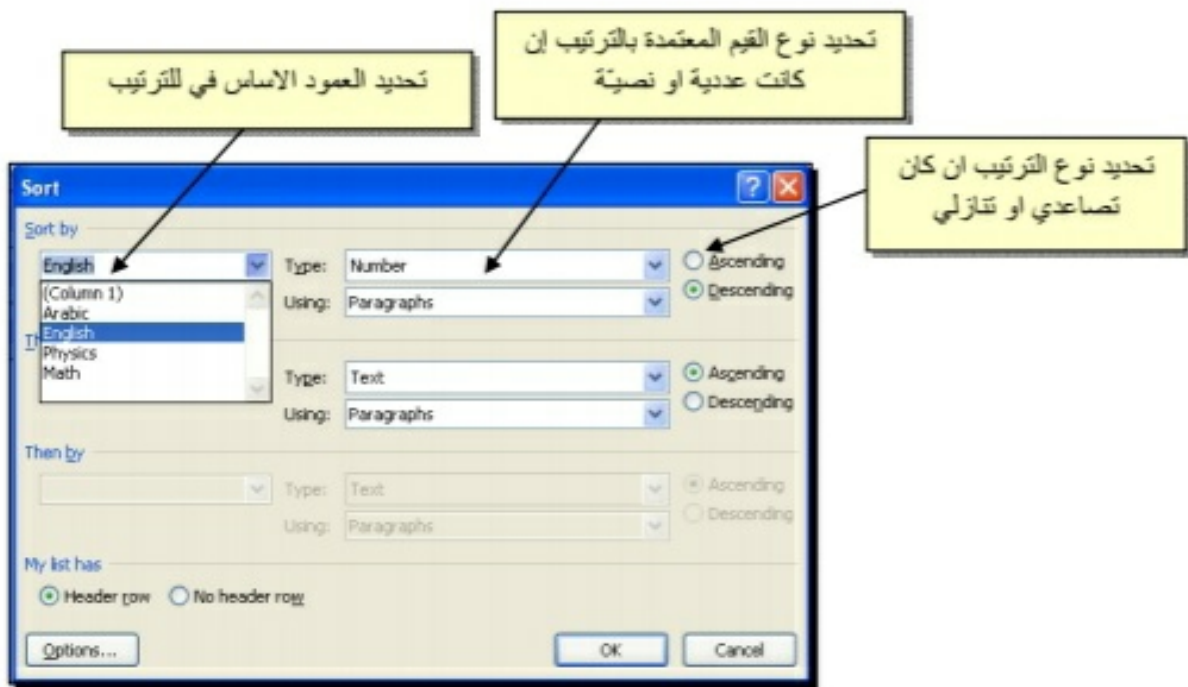 تحديد نوع القيم المعتمدة بالترتيب إن
كانت عددية او نصيّة
تحديد العمود الاساس في للترتيب
تحديد نوع الترتيب ان كان
تصاعدي او تنازلي
Sort
Sort by
English
Type: Number
Ascending
(Column 1)
Arabic
English
Physics
Math
Using: Paragraphs
Descending
Th
Type: Text
Ascending
Using: Paragraphs
Descending
Then by
Type: Text
Ascending
Using: Paragraphs
Descending
My list has
Header row No header row
Options... OK Cancel